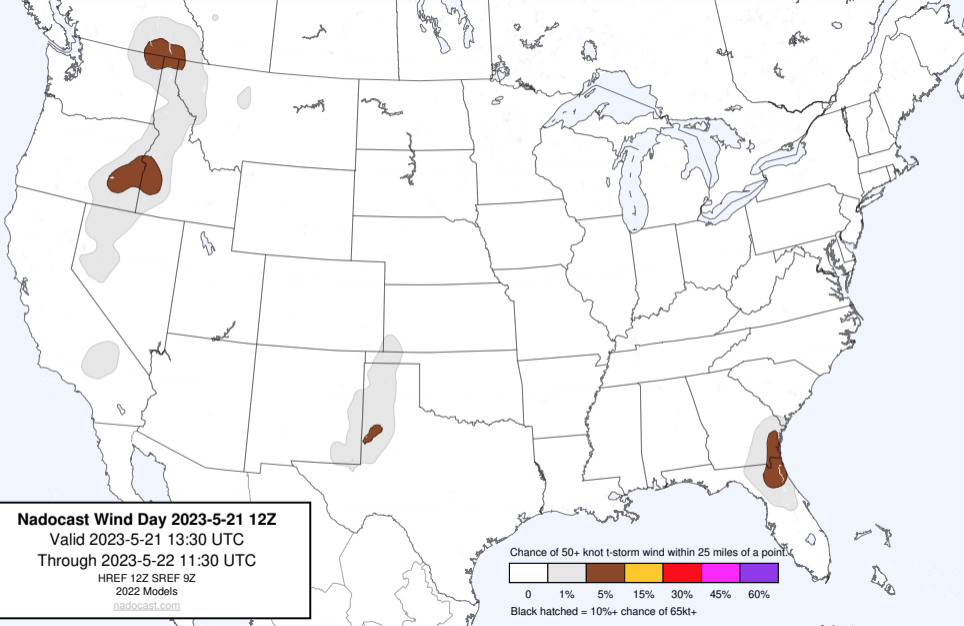 Nadocast Wind Day 2023-5-21 12Z
Valid 2023-5-21 13:30 UTC
Through 2023-5-22 11:30 UTC
HREF 12Z SREF 9Z
2022 Models
nadocast.com
Chance of 50+ knot t-storm wind within 25 miles of a point.
0 1% 5% 15% 30% 45% 60%
Black hatched = 10%+ chance of 65kt+